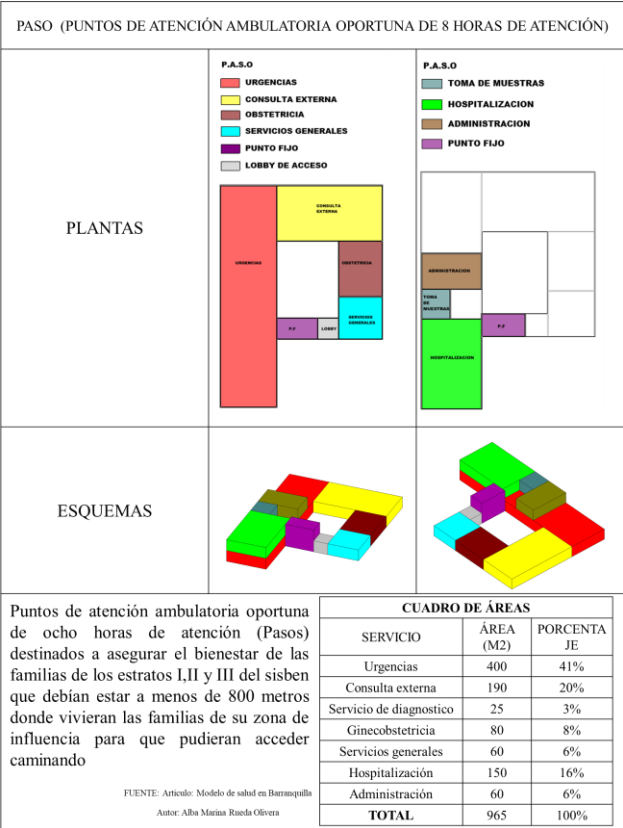 PASO (PUNTOS DE ATENCIÓN AMBULATORIA OPORTUNA DE 8 HORAS DE ATENCIÓN)
PLANTAS
P.A.S.O
URGENCIAS
CONSULTA EXTERNA
OBSTETRICIA
SERVICIOS GENERALES
PUNTO FIJO
LOBBY DE ACCESO
CONSULTA
EXTERNA
URGENCIAS
OBSTETRICIA
SERVICIOS
GENERALES
P.F
LOBBY
P.A.S.O
TOMA DE MUESTRAS
HOSPITALIZACION
ADMINISTRACION
PUNTO FIJO
ADMINISTRACION
TOMA
DE
MUESTRAS
P.F
HOSPITALIZACION
ESQUEMAS
Puntos de atención ambulatoria oportuna
de ocho horas de atención (Pasos)
destinados a asegurar el bienestar de las
familias de los estratos I,II y III del sisben
que debían estar a menos de 800 metros
donde vivieran las familias de su zona de
influencia para que pudieran acceder
caminando
FUENTE: Articulo: Modelo de salud en Barranquilla
Autor: Alba Marina Rueda Olivera
CUADRO DE ÁREAS
SERVICIO ÁREA (M2) PORCENTAJE
Urgencias 400 41%
Consulta externa 190 20%
Servicio de diagnostico 25 3%
Ginecobstetricia 80 8%
Servicios generales 60 6%
Hospitalización 150 16%
Administración 60 6%
TOTAL 965 100%